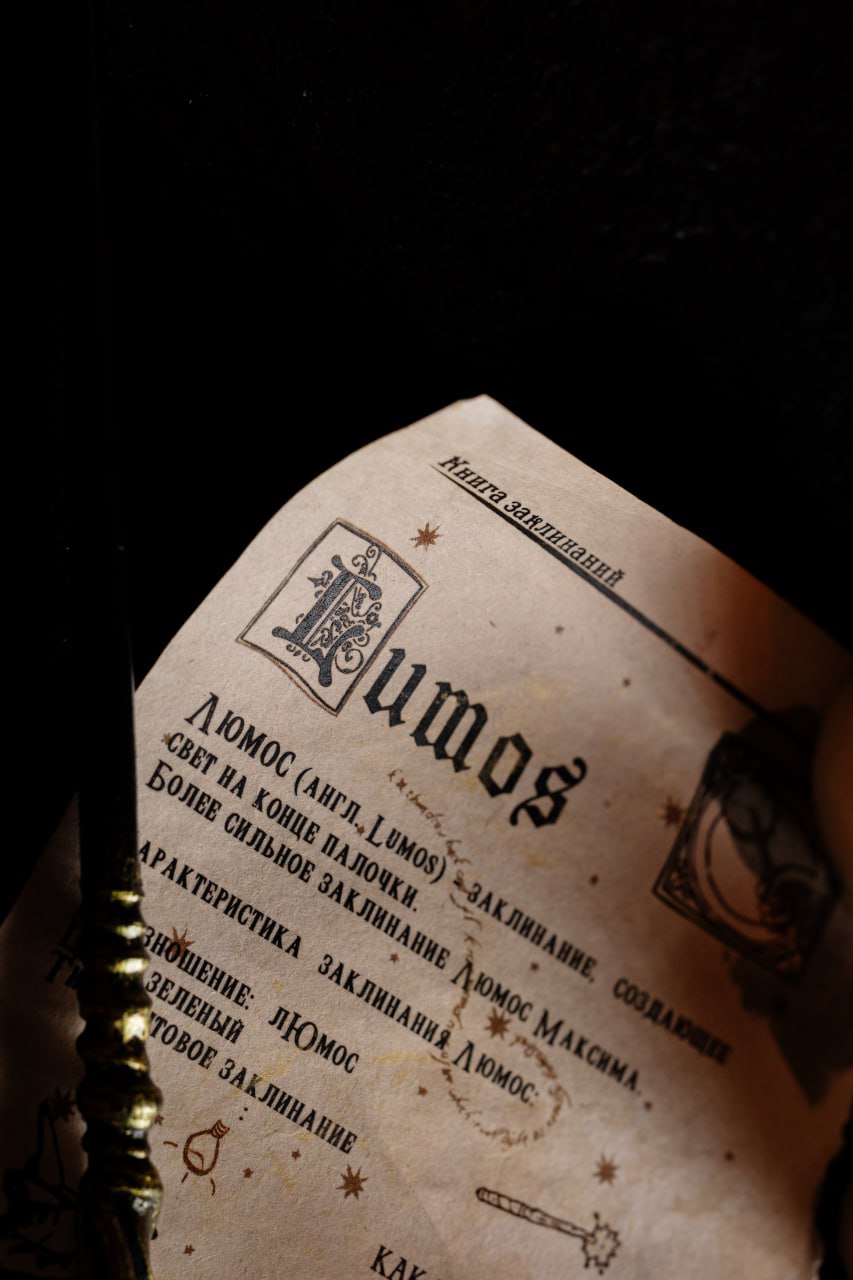 Книга заклинаний
Lumos
Люмос (англ. Lumos) - заклинание, создающее
свет на конце палочки.
Более сильное заклинание Люмос Максима.
арактеристика заклинания Люмос:
зношение: лЮмос
зеленый
товое заклинание
:
как